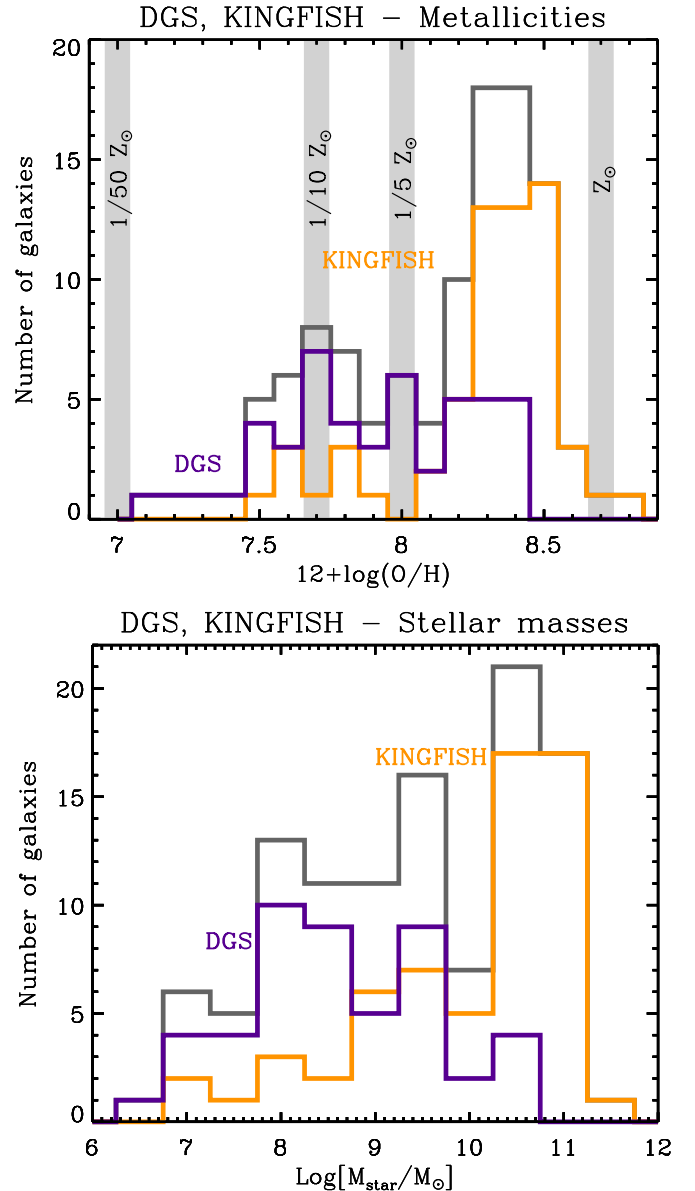 DGS, KINGFISH – Metallicities
20
15
10
5
0
Number of galaxies
1/50 Z☉
1/10 Z☉
1/5 Z☉
Z☉
KINGFISH
DGS
7 7.5 8 8.5
12+log(O/H)
DGS, KINGFISH – Stellar masses
20
15
10
5
0
Number of galaxies
KINGFISH
DGS
6 7 8 9 10 11 12
Log[M_star/M☉]